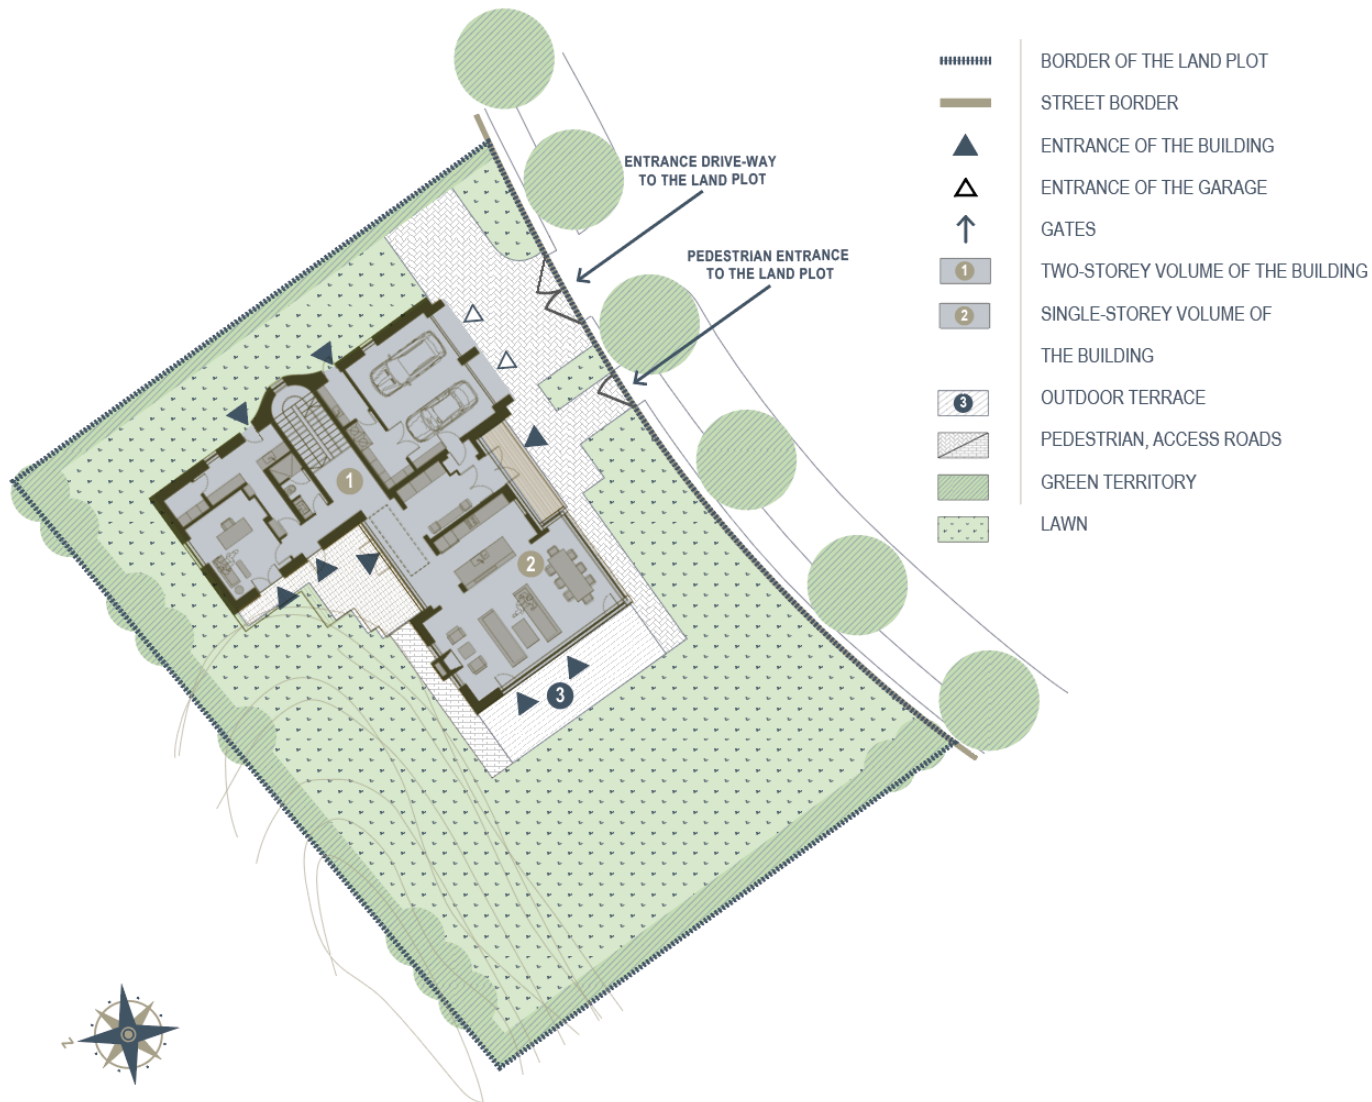 BORDER OF THE LAND PLOT
STREET BORDER
ENTRANCE OF THE BUILDING
ENTRANCE OF THE GARAGE
GATES
1 TWO-STOREY VOLUME OF THE BUILDING
2 SINGLE-STOREY VOLUME OF
THE BUILDING
3 OUTDOOR TERRACE
PEDESTRIAN, ACCESS ROADS
GREEN TERRITORY
LAWN
ENTRANCE DRIVE-WAY
TO THE LAND PLOT
PEDESTRIAN ENTRANCE
TO THE LAND PLOT
1
2
3
N